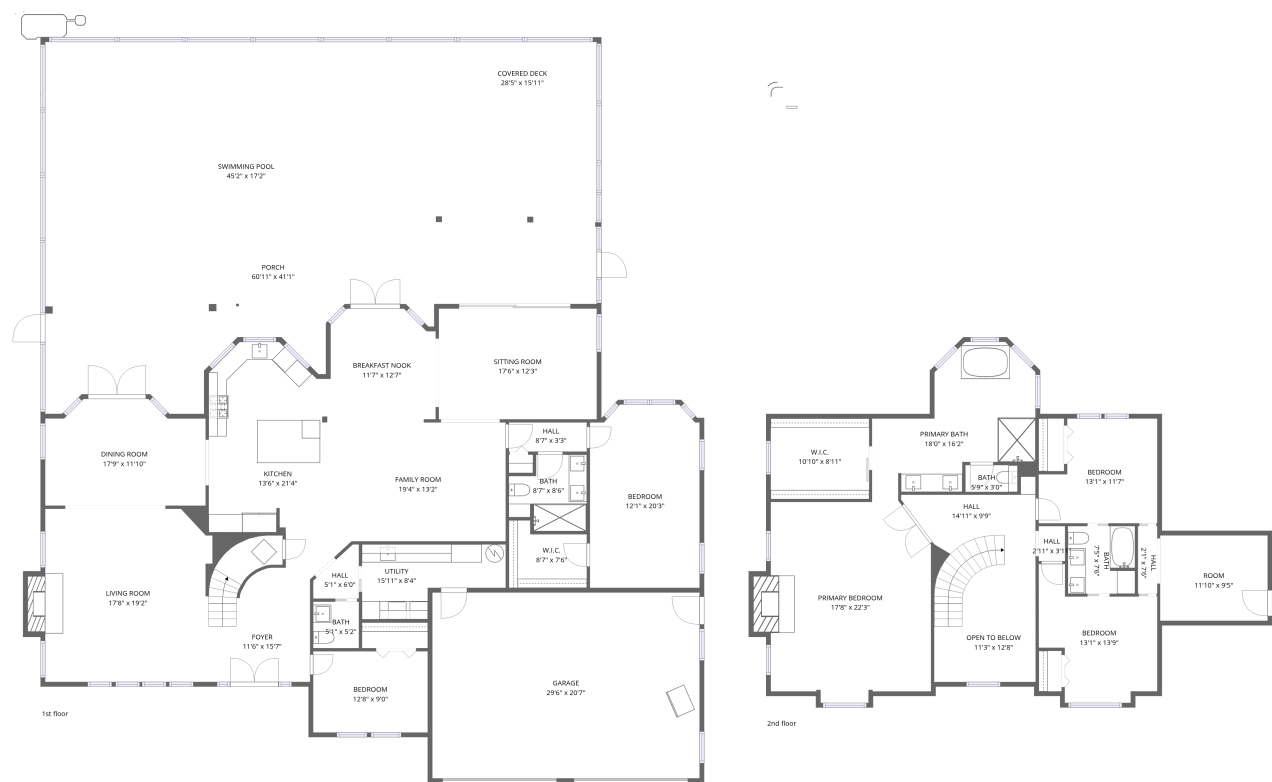 COVERED DECK
28'5" x 15'11"
SWIMMING POOL
45'2" x 17'2"
PORCH
60'11" x 41'1"
BREAKFAST NOOK
11'7" x 12'7"
SITTING ROOM
17'6" x 12'3"
DINING ROOM
17'9" x 11'10"
KITCHEN
13'6" x 21'4"
FAMILY ROOM
19'4" x 13'2"
HALL
8'7" x 3'3"
BATH
8'7" x 8'6"
BEDROOM
12'1" x 20'3"
W.I.C.
8'7" x 7'6"
UTILITY
15'11" x 8'4"
HALL
5'1" x 6'0"
LIVING ROOM
17'8" x 19'2"
BATH
5'1" x 5'2"
FOYER
11'6" x 15'7"
BEDROOM
12'8" x 9'0"
GARAGE
29'6" x 20'7"
1st floor
PRIMARY BATH
18'0" x 16'2"
W.I.C.
10'10" x 8'11"
BATH
5'9" x 3'0"
BEDROOM
13'1" x 11'7"
HALL
14'11" x 9'9"
HALL
2'11" x 3'11"
BATH
7'5" x 7'6"
HALL
2'1" x 7'6"
ROOM
11'10" x 9'5"
PRIMARY BEDROOM
17'8" x 22'3"
OPEN TO BELOW
11'3" x 12'8"
BEDROOM
13'1" x 13'9"
2nd floor